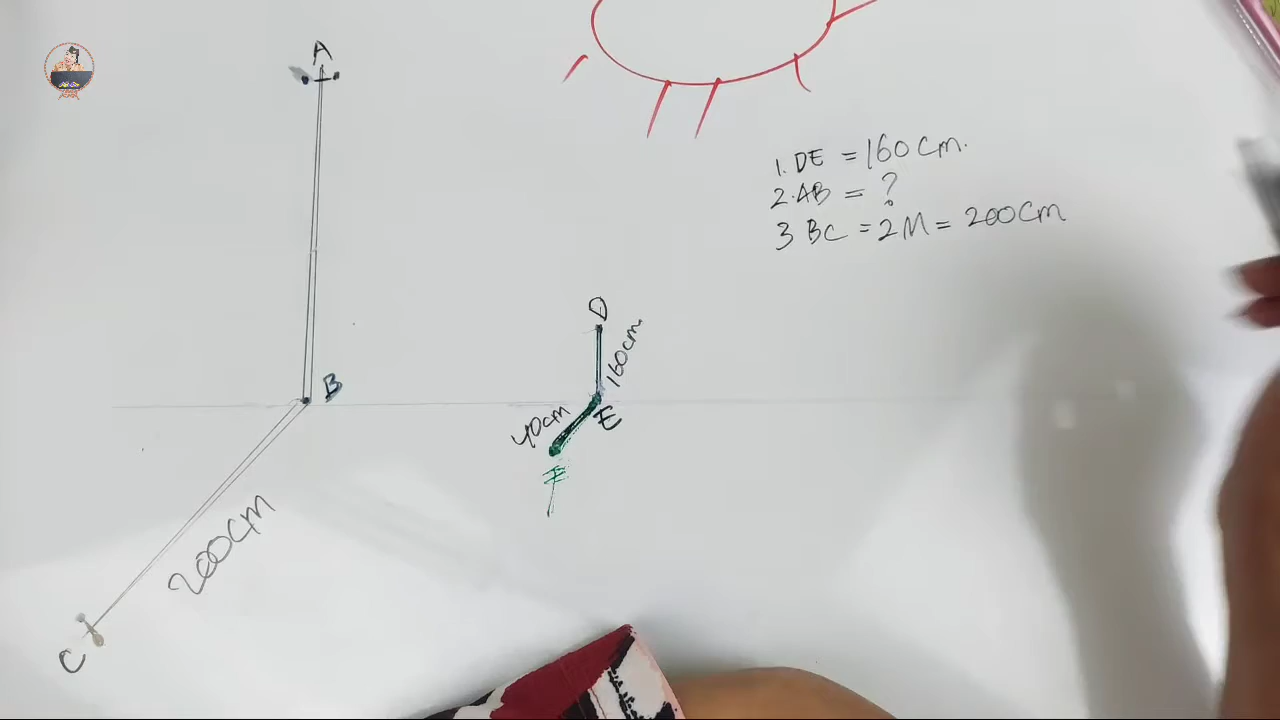 A
1. DE = 160 cm.
2. AB = ?
3 BC = 2M = 200cm
D
160cm.
B
40cm
E
F
200cm
C